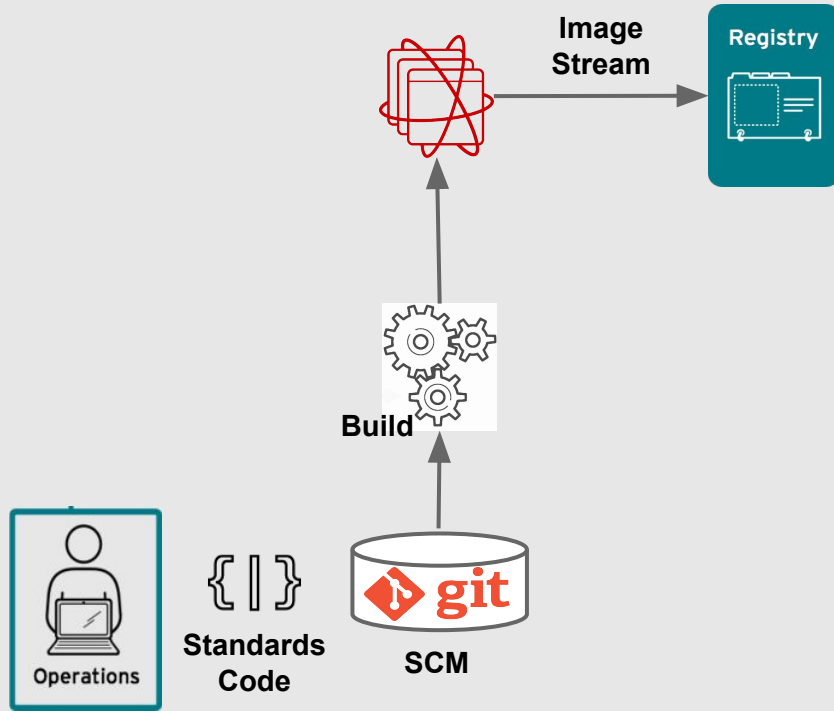 Image
Stream
Registry
Build
git
{|}
Standards
Code
SCM
Operations